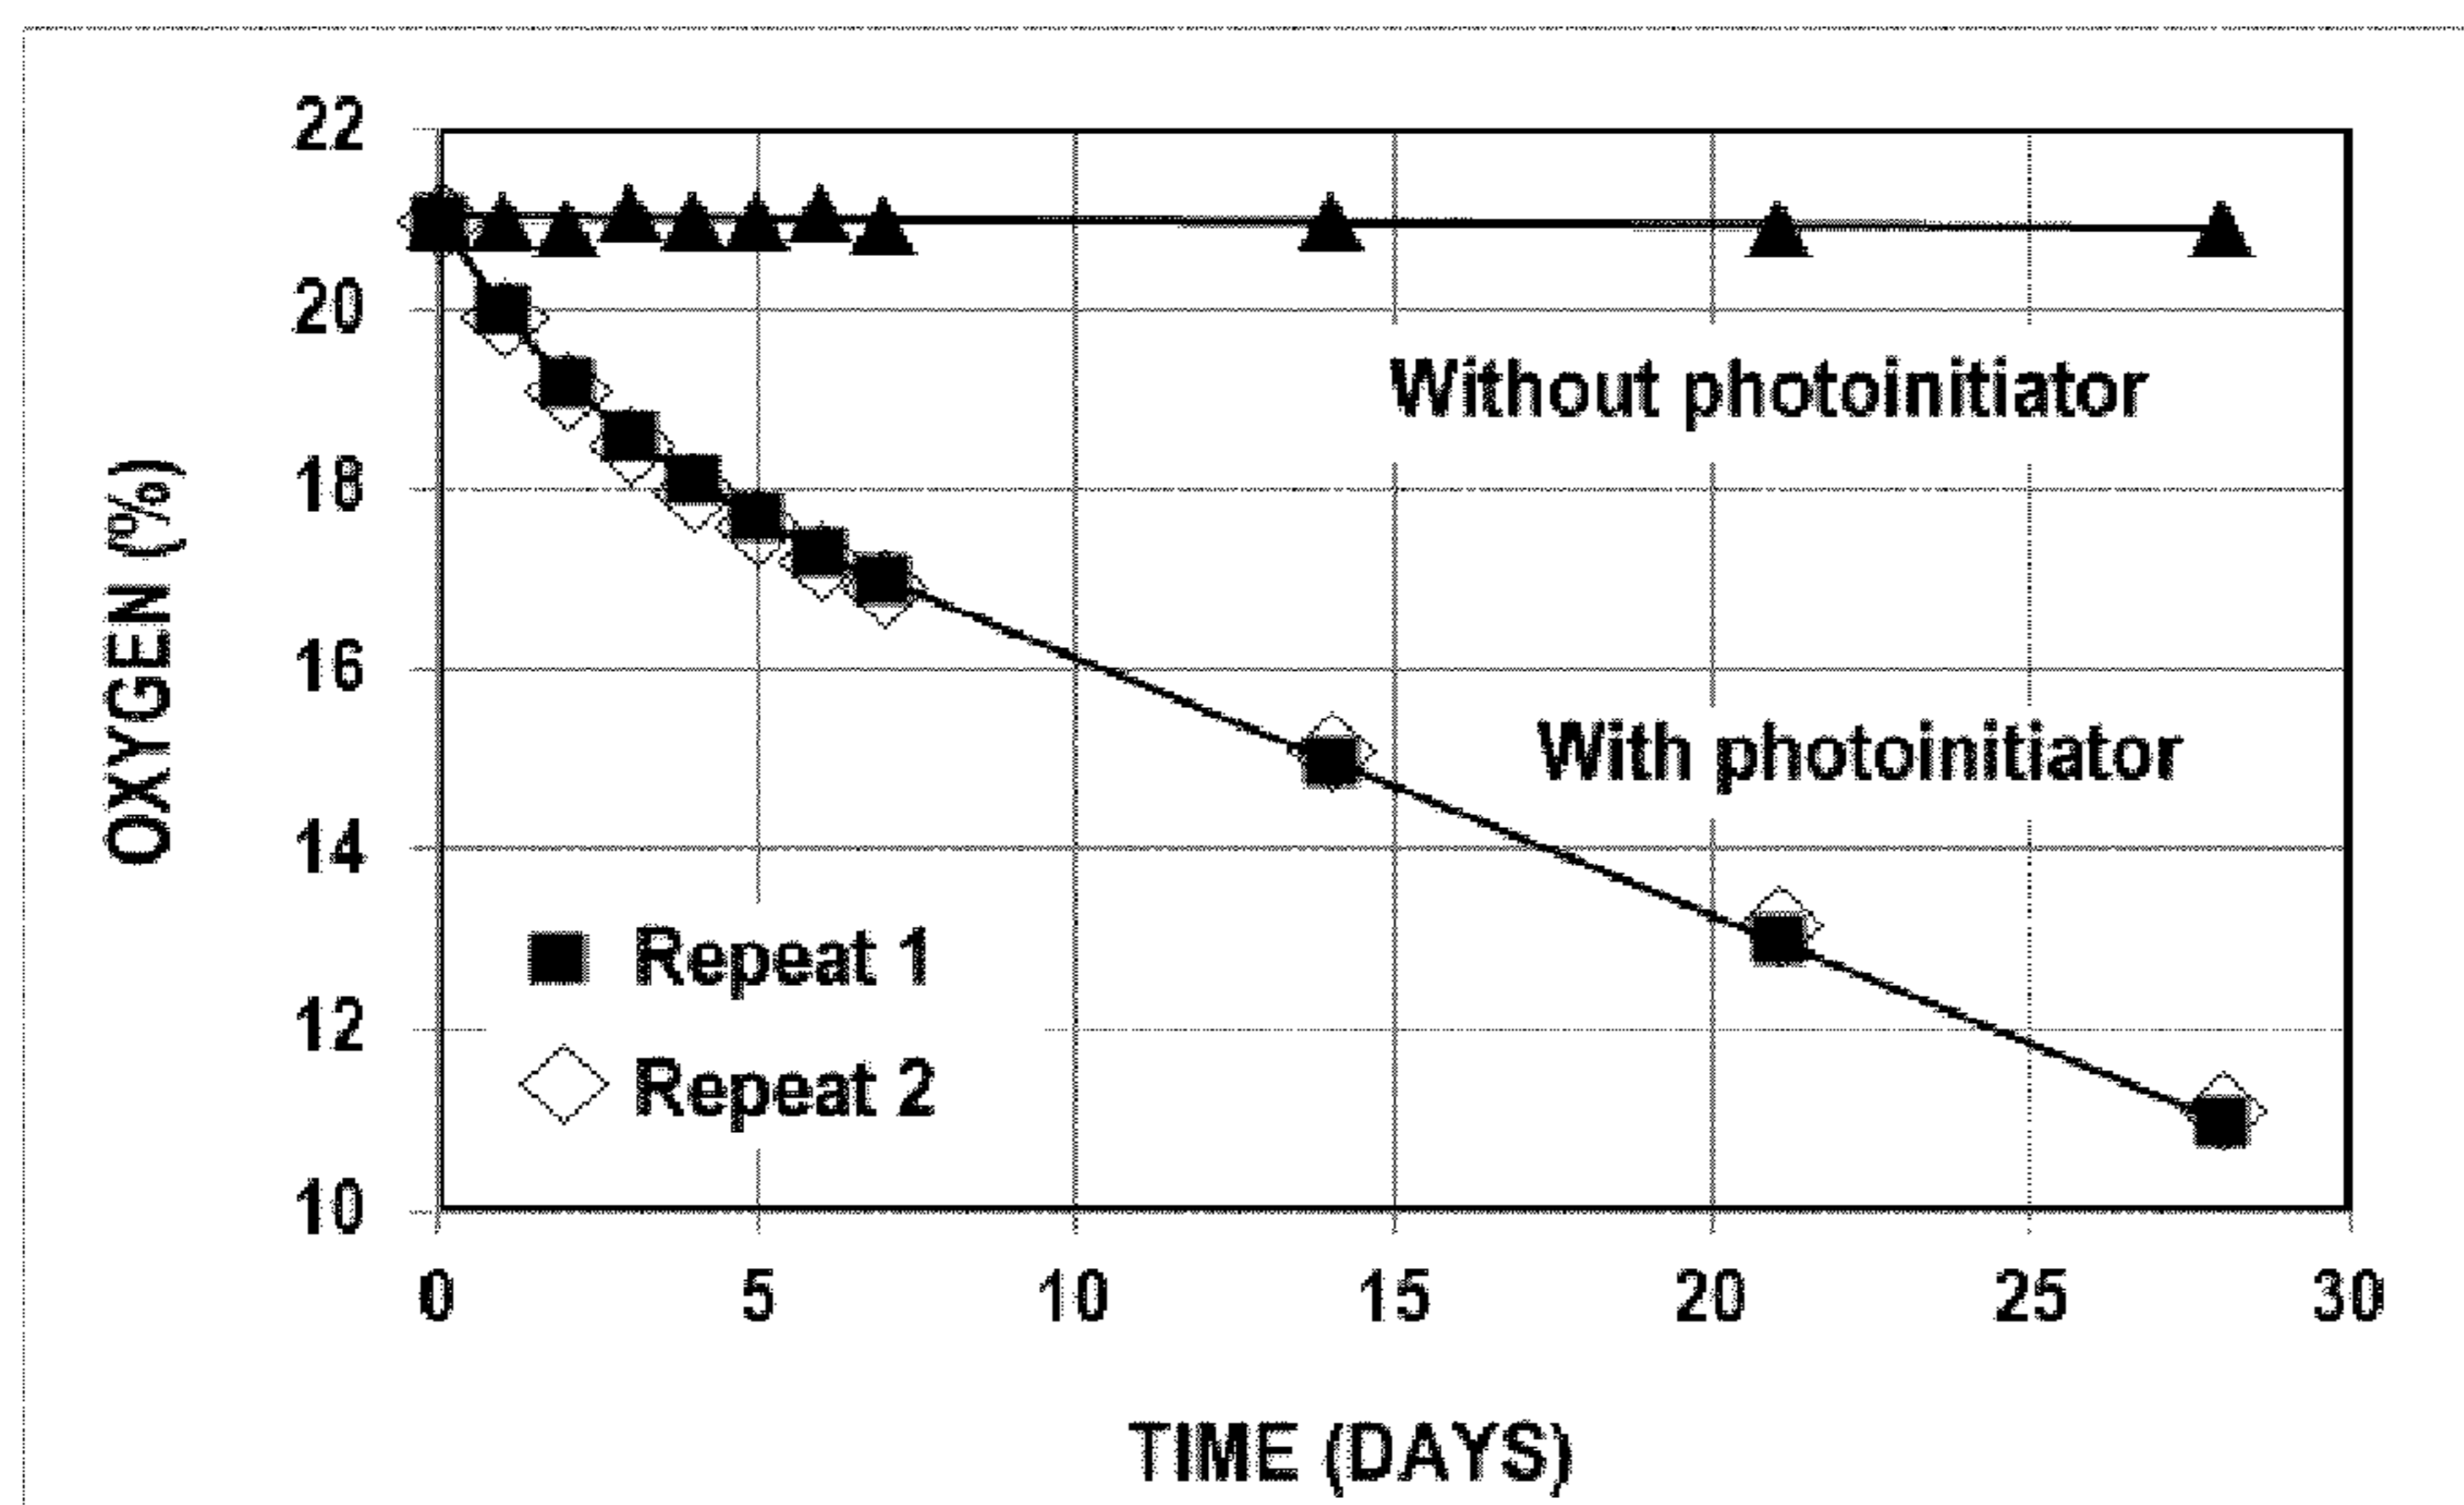 22
20
18
16
14
12
10
OXYGEN (%)
Without photoinitiator
With photoinitiator
Repeat 1
Repeat 2
0 5 10 15 20 25 30
TIME (DAYS)